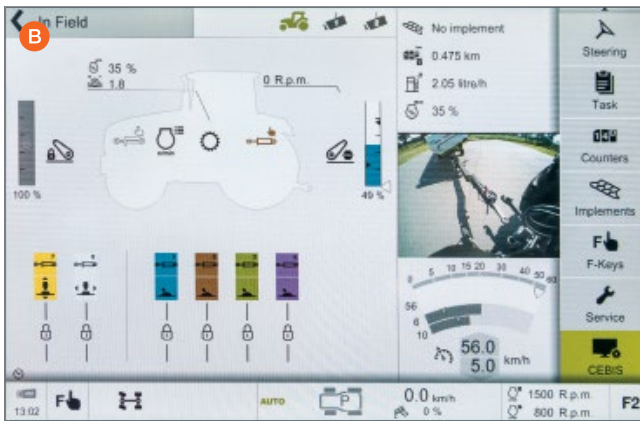 In Field
B
35 %
1.8
0 R.p.m.
100 %
49 %
No implement
0.475 km
2.05 litre/h
35 %
0 5 10 15 20 30 40 50 60
56
6
10
56.0
5.0 km/h
Steering
Task
Counters
Implements
F-Keys
Service
CEBIS
13:02
F
AUTO
P
0.0 km/h
0 %
1500 R.p.m.
800 R.p.m.
F2